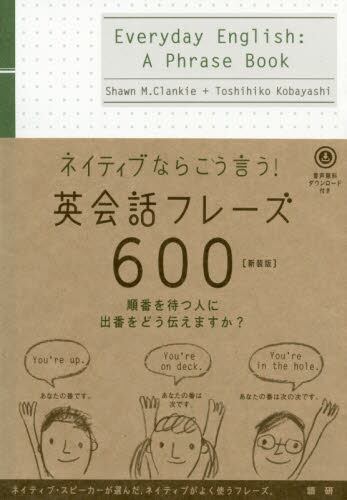 Everyday English:
A Phrase Book
Shawn M.Clankie + Toshihiko Kobayashi
ネイティブならこう言う!
英会話フレーズ
600 [新装版]
音声無料
ダウンロード
付き
順番を待つ人に
出番をどう伝えますか?
You're up.
あなたの番です。
You're
on deck.
あなたの番は
次です。
You're
in the hole.
あなたの番は次の次です。
ネイティブ・スピーカーが選んだ、ネイティブがよく使うフレーズ。
語研